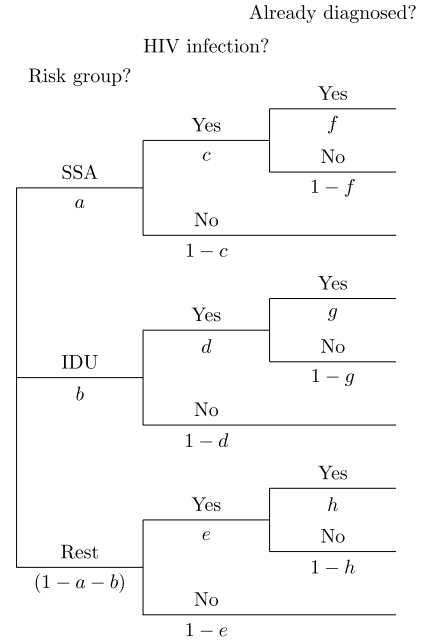 Already diagnosed?
HIV infection?
Risk group?
Yes
Yes
f
c
No
SSA
1 − f
a
No
1 − c
Yes
Yes
g
d
No
IDU
1 − g
b
No
1 − d
Yes
Yes
h
e
No
Rest
1 − h
(1 − a − b)
No
1 − e